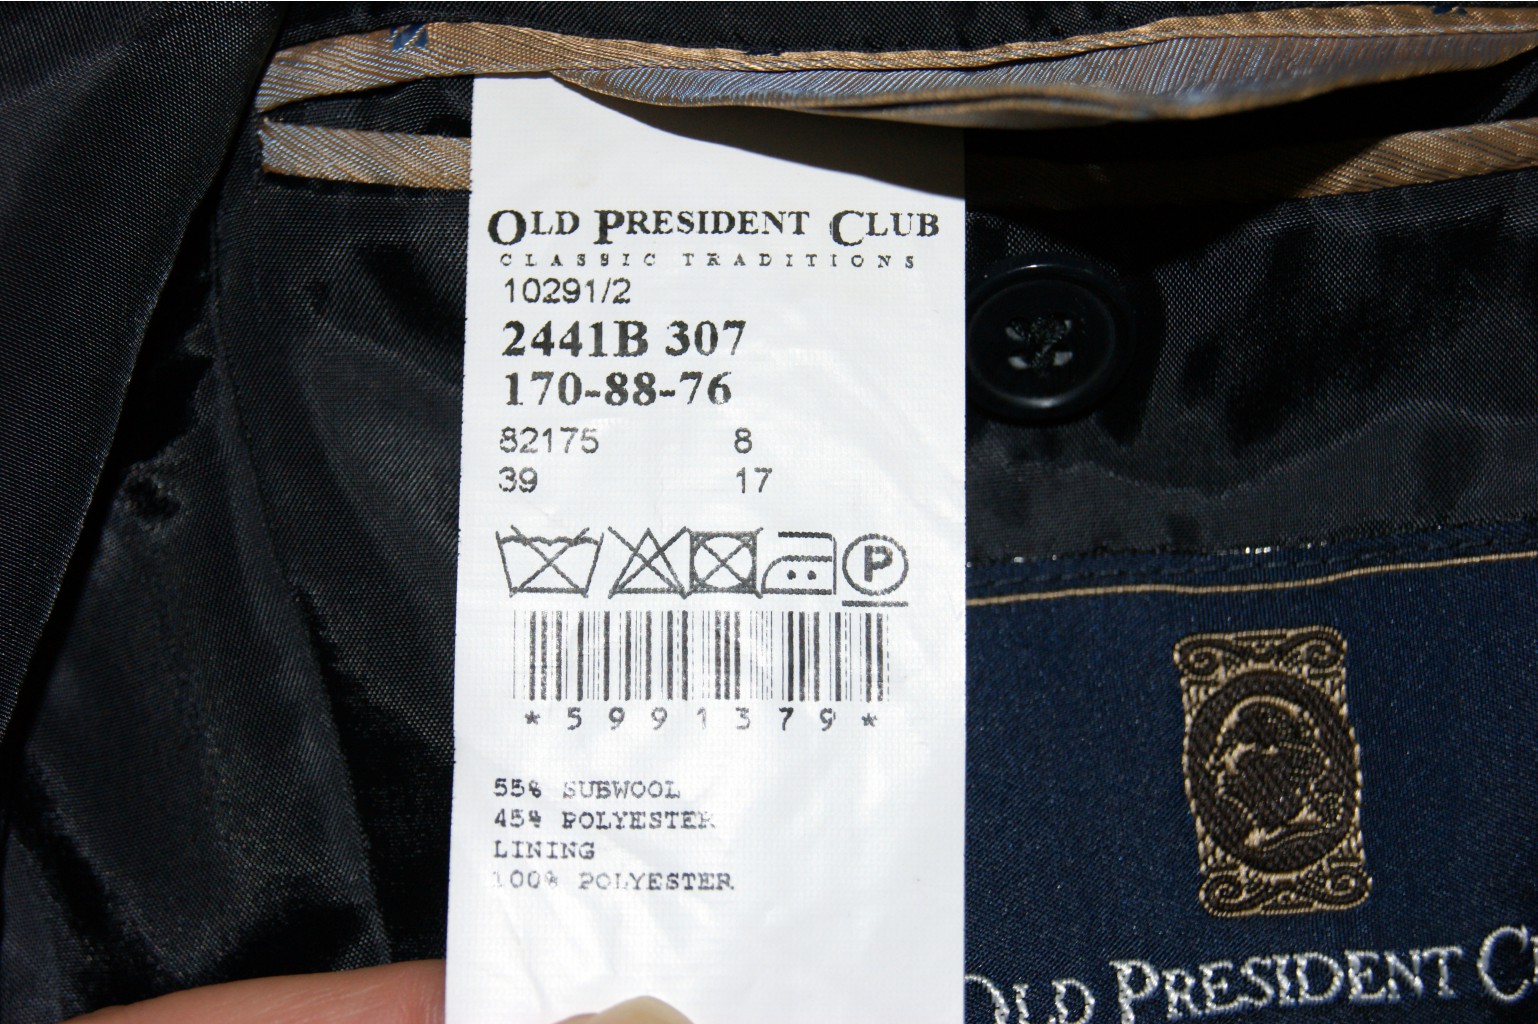 OLD PRESIDENT CLUB
CLASSIC TRADITIONS
10291/2
2441B 307
170-88-76
82175 8
39 17
P
*5991379*
55% SUBWOOL
45% POLYESTER
LINING
100% POLYESTER
OLD PRESIDENT